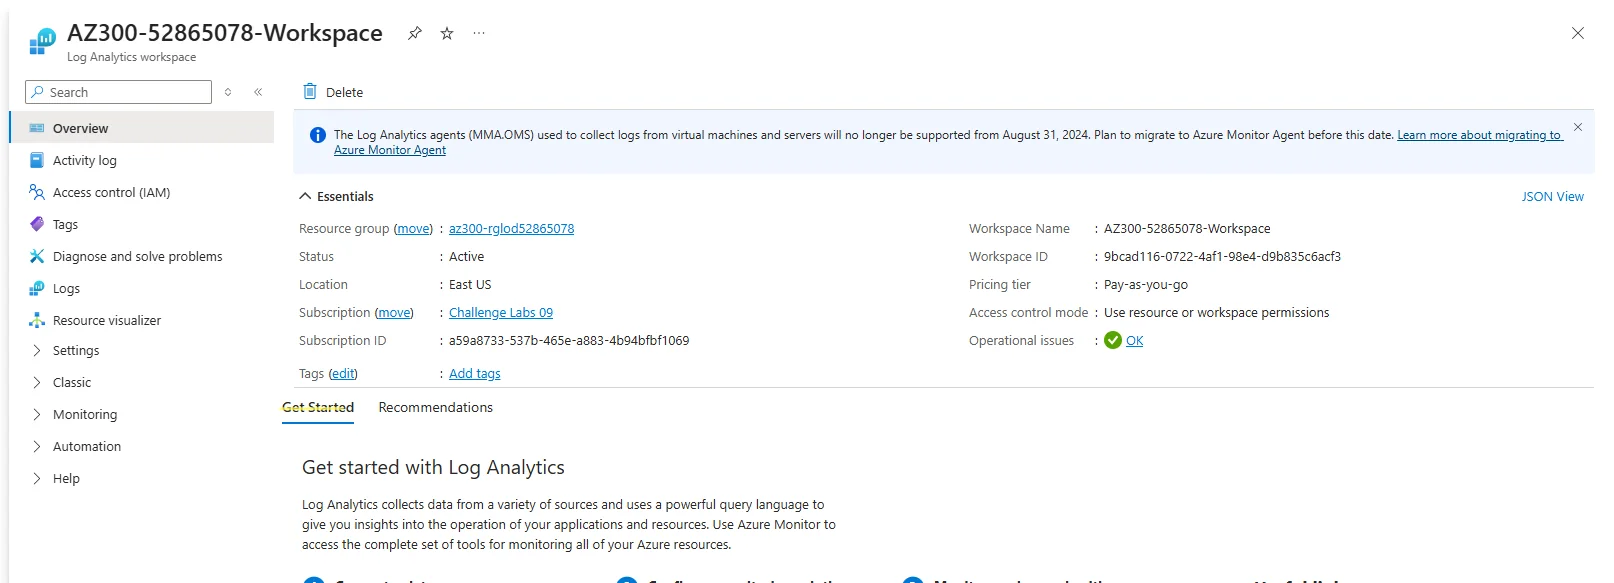 AZ300-52865078-Workspace
Log Analytics workspace
Search
Overview
Activity log
Access control (IAM)
Tags
Diagnose and solve problems
Logs
Resource visualizer
Settings
Classic
Monitoring
Automation
Help
Delete
The Log Analytics agents (MMA.OMS) used to collect logs from virtual machines and servers will no longer be supported from August 31, 2024. Plan to migrate to Azure Monitor Agent before this date. Learn more about migrating to
Azure Monitor Agent
Essentials
JSON View
Resource group (move) : az300-rglod52865078
Status : Active
Location : East US
Subscription (move) : Challenge Labs 09
Subscription ID : a59a8733-537b-465e-a883-4b94bfbf1069
Tags (edit) : Add tags
Workspace Name : AZ300-52865078-Workspace
Workspace ID : 9bcad116-0722-4af1-98e4-d9b835c6acf3
Pricing tier : Pay-as-you-go
Access control mode : Use resource or workspace permissions
Operational issues : OK
Get Started Recommendations
Get started with Log Analytics
Log Analytics collects data from a variety of sources and uses a powerful query language to
give you insights into the operation of your applications and resources. Use Azure Monitor to
access the complete set of tools for monitoring all of your Azure resources.